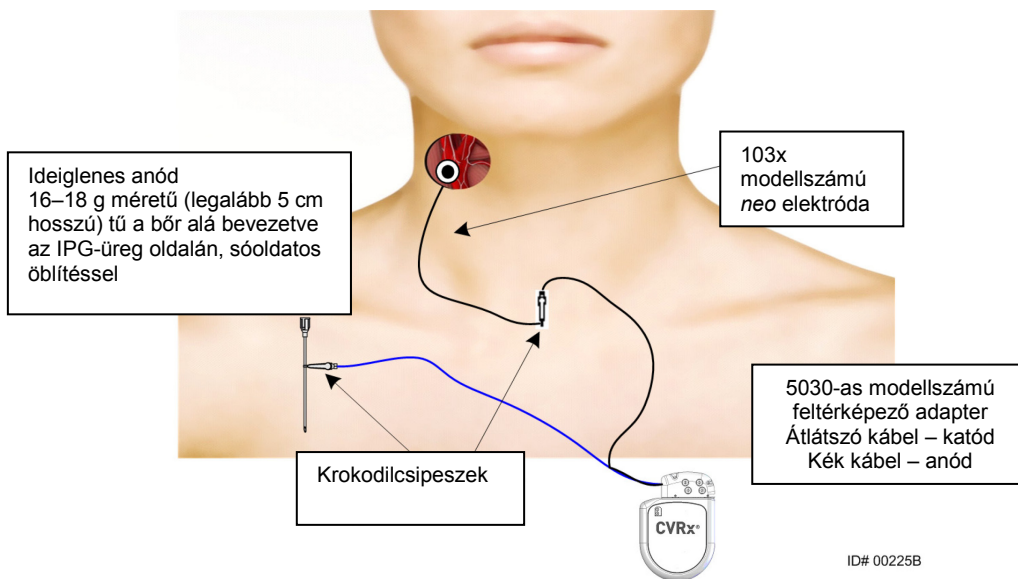 Ideiglenes anód
16–18 g méretű (legalább 5 cm
hosszú) tű a bőr alá bevezetve
az IPG-üreg oldalán, sóoldatos
öblítéssel
103x
modellszámú
neo elektróda
Krokodilcsipeszek
5030-as modellszámú
feltérképező adapter
Átlátszó kábel – katód
Kék kábel – anód
CVRx®
ID# 00225B